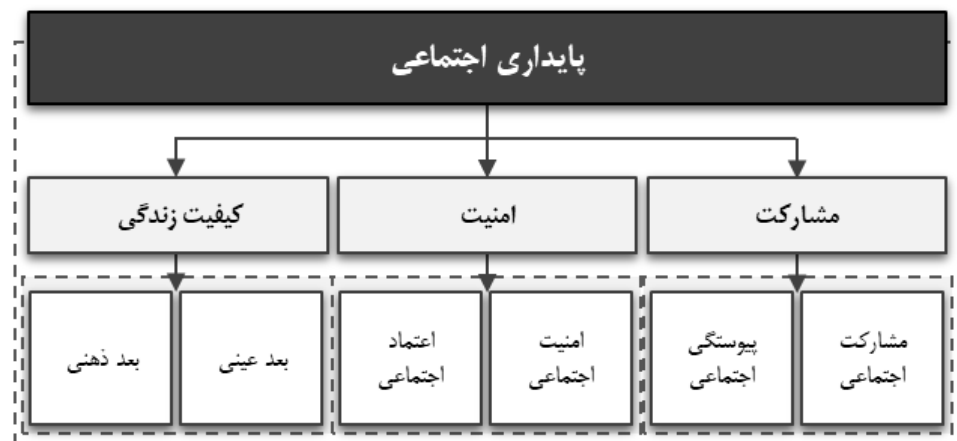 پایداری اجتماعی
مشارکت
امنیت
کیفیت زندگی
مشارکت
اجتماعی
پیوستگی
اجتماعی
امنیت
اجتماعی
اعتماد
اجتماعی
بعد عینی
بعد ذهنی